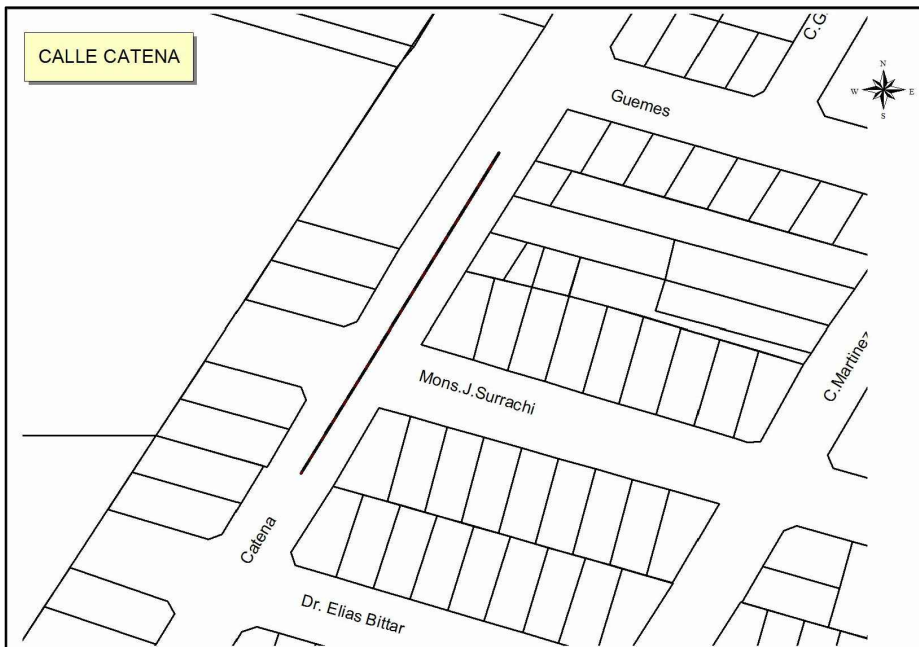 CALLE CATENA
C.G
N
W E
S
Guemes
C.Martinez
Mons.J.Surrachi
Catena
Dr. Elias Bittar